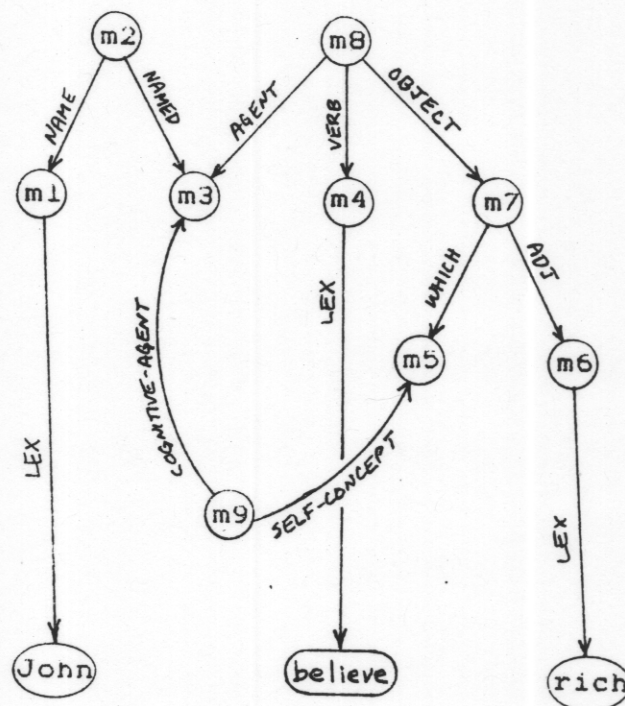 m2
m8
NAME
NAMED
AGENT
VERB
OBJECT
m1
m3
m4
m7
LEX
WHICH
ADJ
m5
m6
COGNITIVE-AGENT
LEX
m9
SELF-CONCEPT
LEX
John
believe
rich